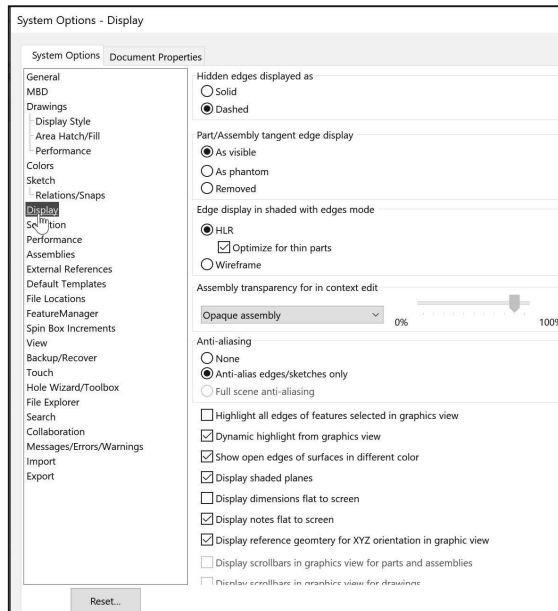 System Options - Display
System Options Document Properties
General
MBD
Drawings
Display Style
Area Hatch/Fill
Performance
Colors
Sketch
Relations/Snaps
Display
Selection
Performance
Assemblies
External References
Default Templates
File Locations
FeatureManager
Spin Box Increments
View
Backup/Recover
Touch
Hole Wizard/Toolbox
File Explorer
Search
Collaboration
Messages/Errors/Warnings
Import
Export
Reset...
Hidden edges displayed as
Solid
Dashed
Part/Assembly tangent edge display
As visible
As phantom
Removed
Edge display in shaded with edges mode
HLR
Optimize for thin parts
Wireframe
Assembly transparency for in context edit
Opaque assembly 0% 100%
Anti-aliasing
None
Anti-alias edges/sketches only
Full scene anti-aliasing
Highlight all edges of features selected in graphics view
Dynamic highlight from graphics view
Show open edges of surfaces in different color
Display shaded planes
Display dimensions flat to screen
Display notes flat to screen
Display reference geomtery for XYZ orientation in graphic view
Display scrollbars in graphics view for parts and assemblies
Display scrollbars in graphics view for drawings